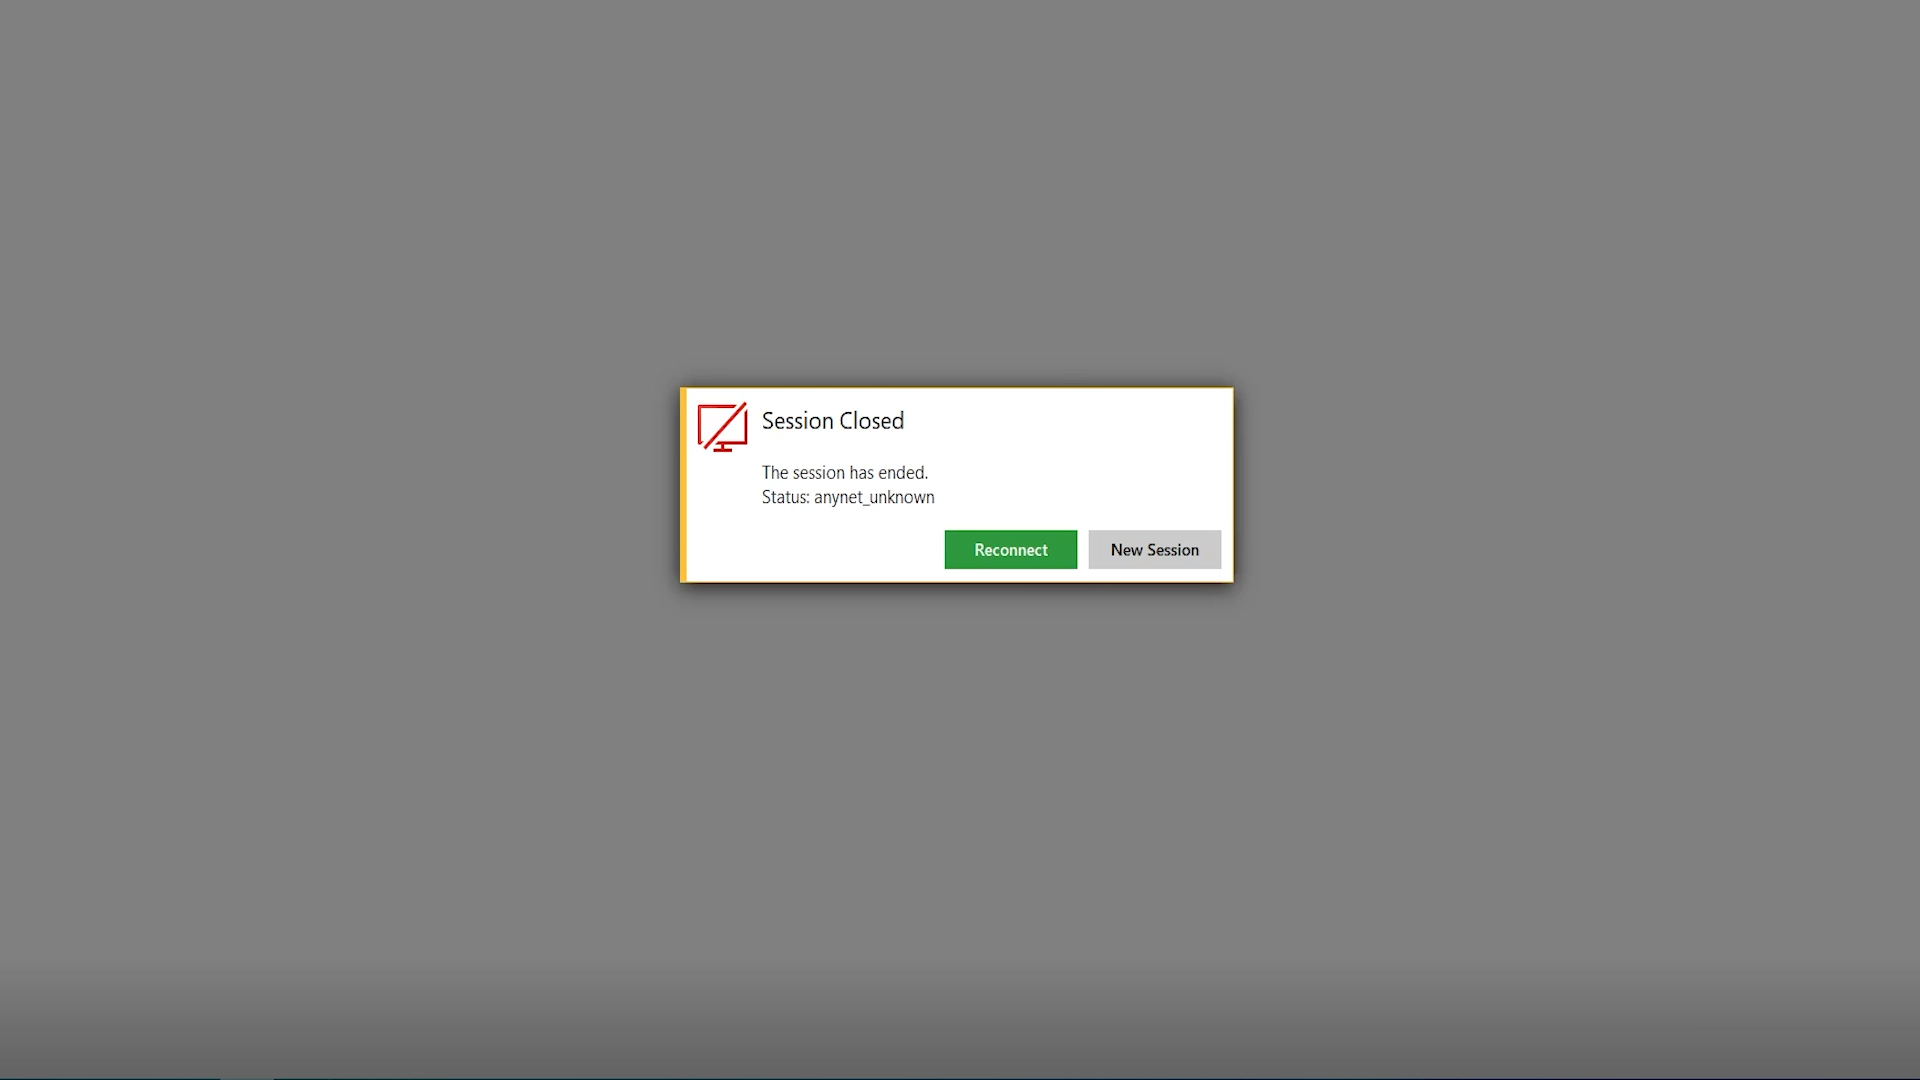 Session Closed
The session has ended.
Status: anynet_unknown
Reconnect
New Session